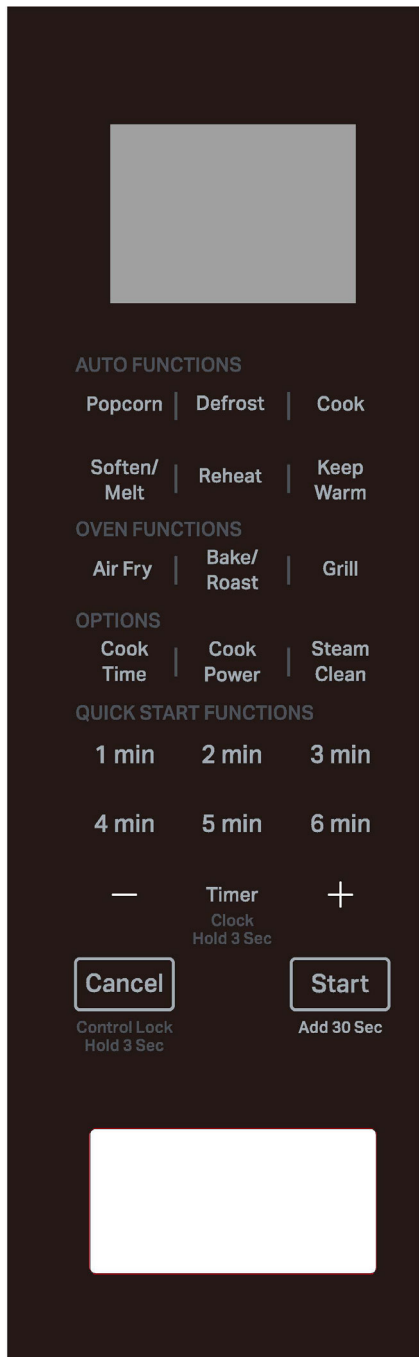 AUTO FUNCTIONS
Popcorn Defrost Cook
Soften/
Melt
Reheat
Keep
Warm
OVEN FUNCTIONS
Air Fry
Bake/
Roast
Grill
OPTIONS
Cook
Time
Cook
Power
Steam
Clean
QUICK START FUNCTIONS
1 min 2 min 3 min
4 min 5 min 6 min
− Timer +
Clock
Hold 3 Sec
Cancel Start
Control Lock
Hold 3 Sec
Add 30 Sec